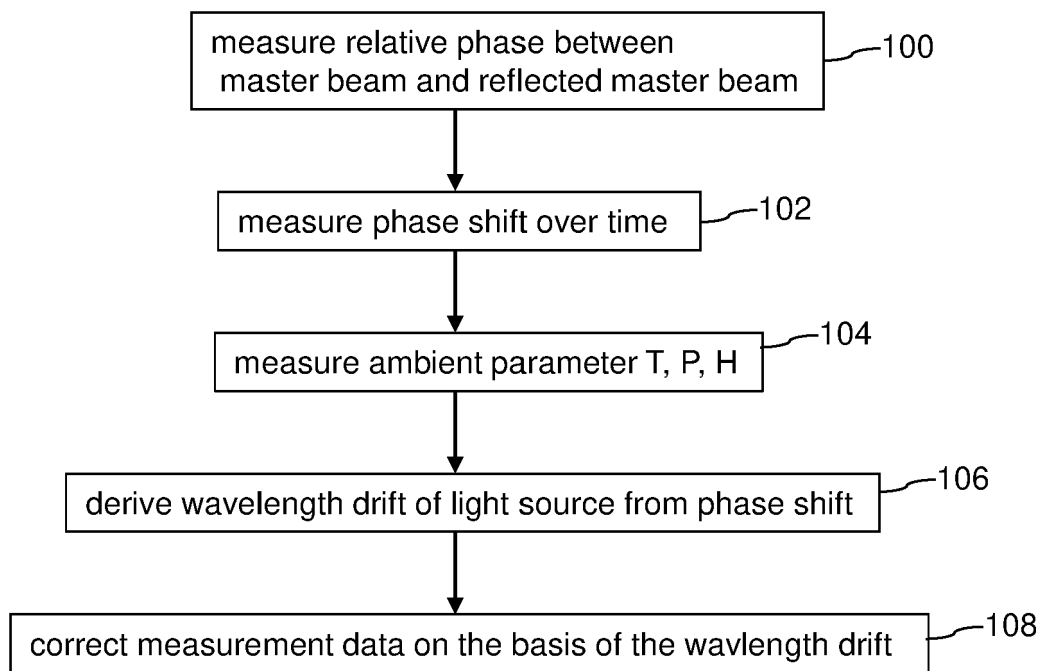 measure relative phase between
master beam and reflected master beam
100
measure phase shift over time
102
measure ambient parameter T, P, H
104
derive wavelength drift of light source from phase shift
106
correct measurement data on the basis of the wavlength drift
108